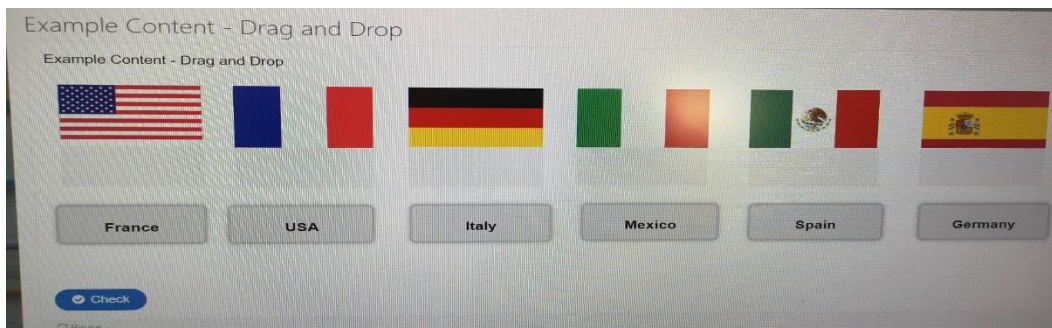 Example Content - Drag and Drop
Example Content - Drag and Drop
France USA Italy Mexico Spain Germany
Check